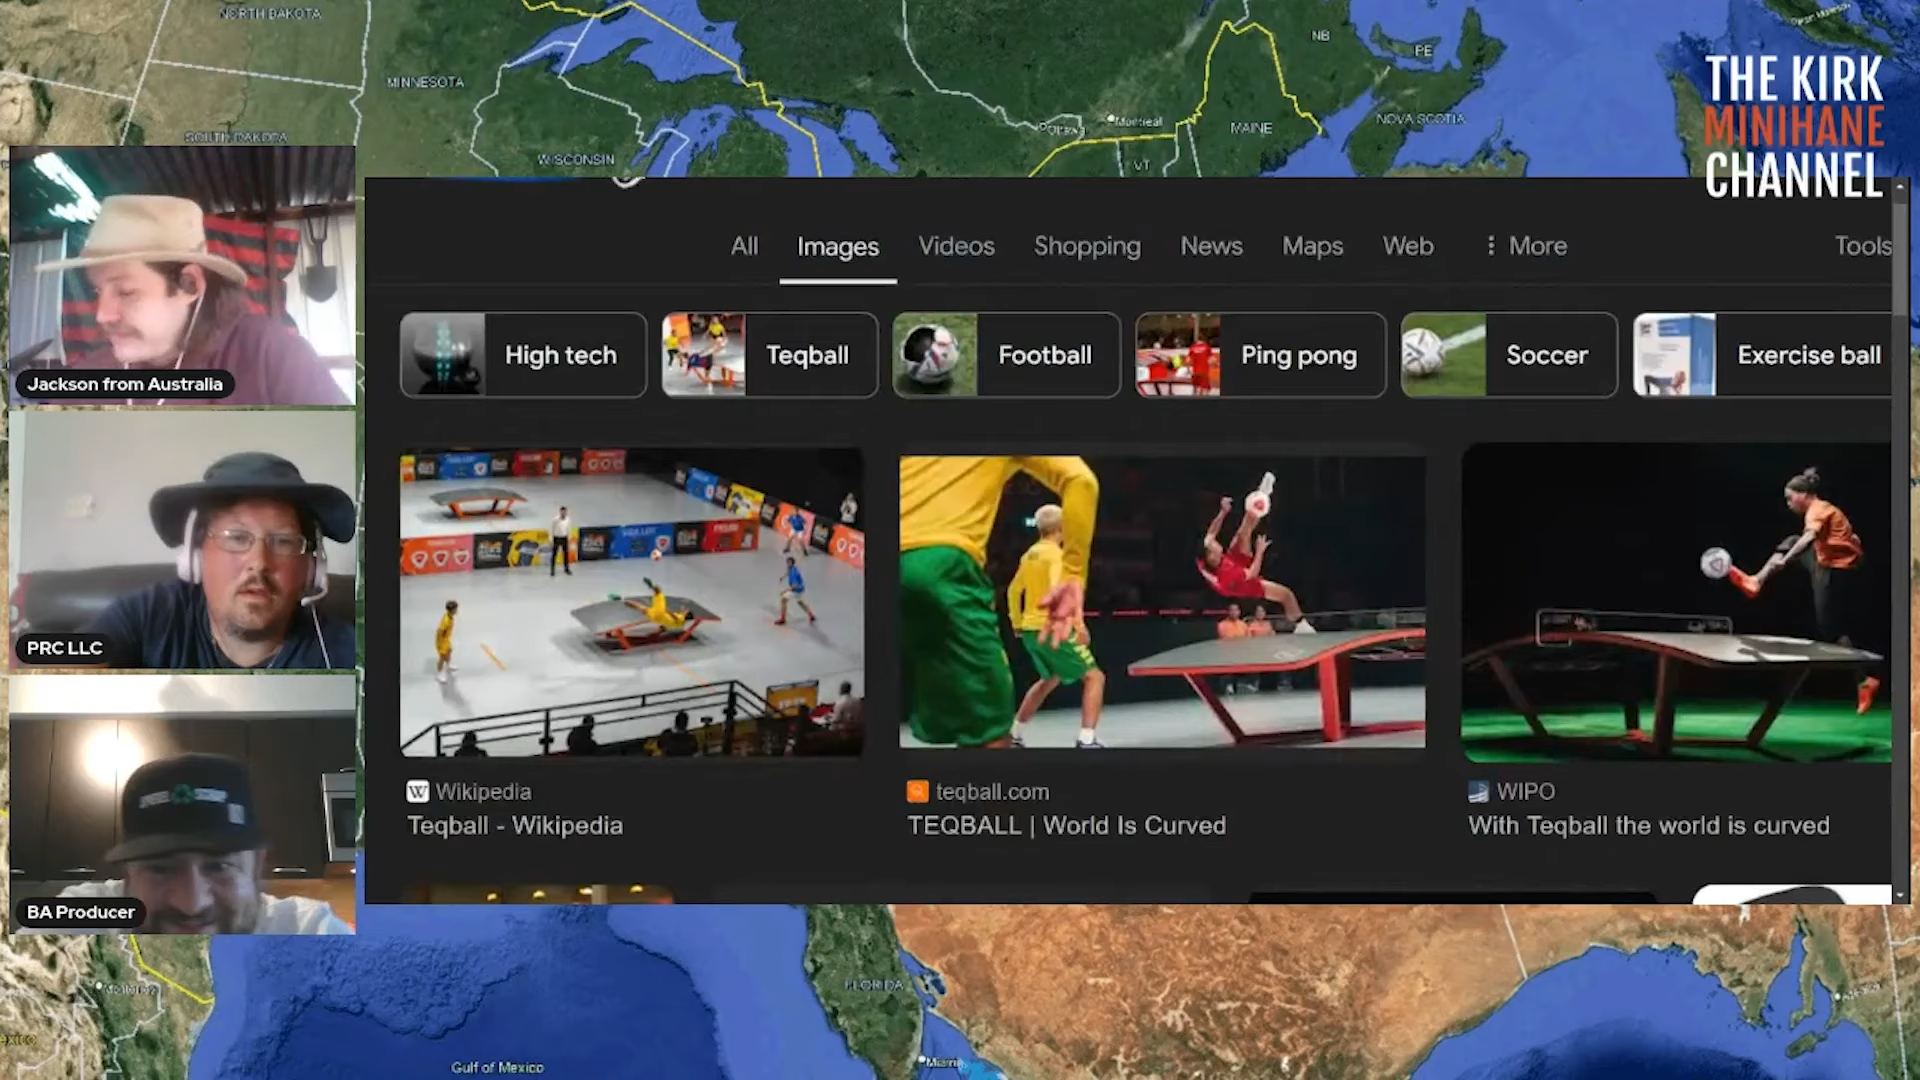 NORTH DAKOTA
MINNESOTA
SOUTH DAKOTA
WISCONSIN
Ottawa
Montreal
VT
MAINE
NB
PE
NOVA SCOTIA
THE KIRK
MINIHANE
CHANNEL
Jackson from Australia
PRC LLC
BA Producer
All
Images
Videos
Shopping
News
Maps
Web
More
Tools
High tech
Teqball
Football
Ping pong
Soccer
Exercise ball
Wikipedia
Teqball - Wikipedia
teqball.com
TEQBALL | World Is Curved
WIPO
With Teqball the world is curved
FLORIDA
Miami
Gulf of Mexico